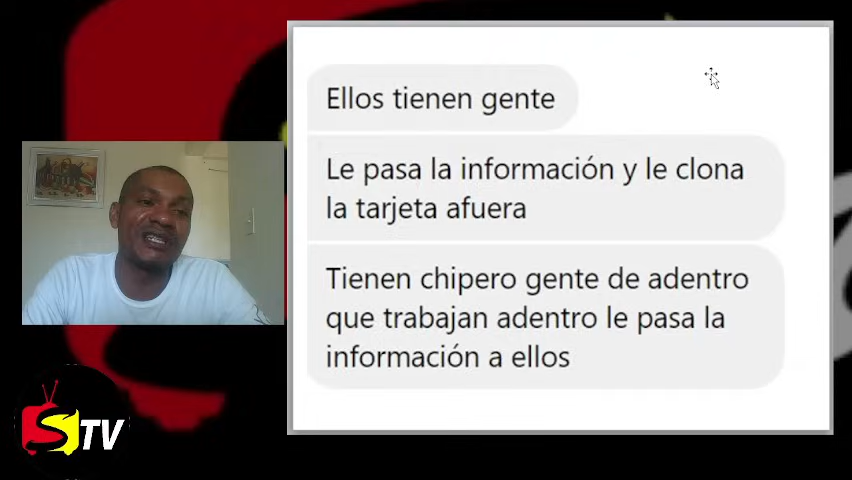 Ellos tienen gente
Le pasa la información y le clona
la tarjeta afuera
Tienen chipero gente de adentro
que trabajan adentro le pasa la
información a ellos
STV